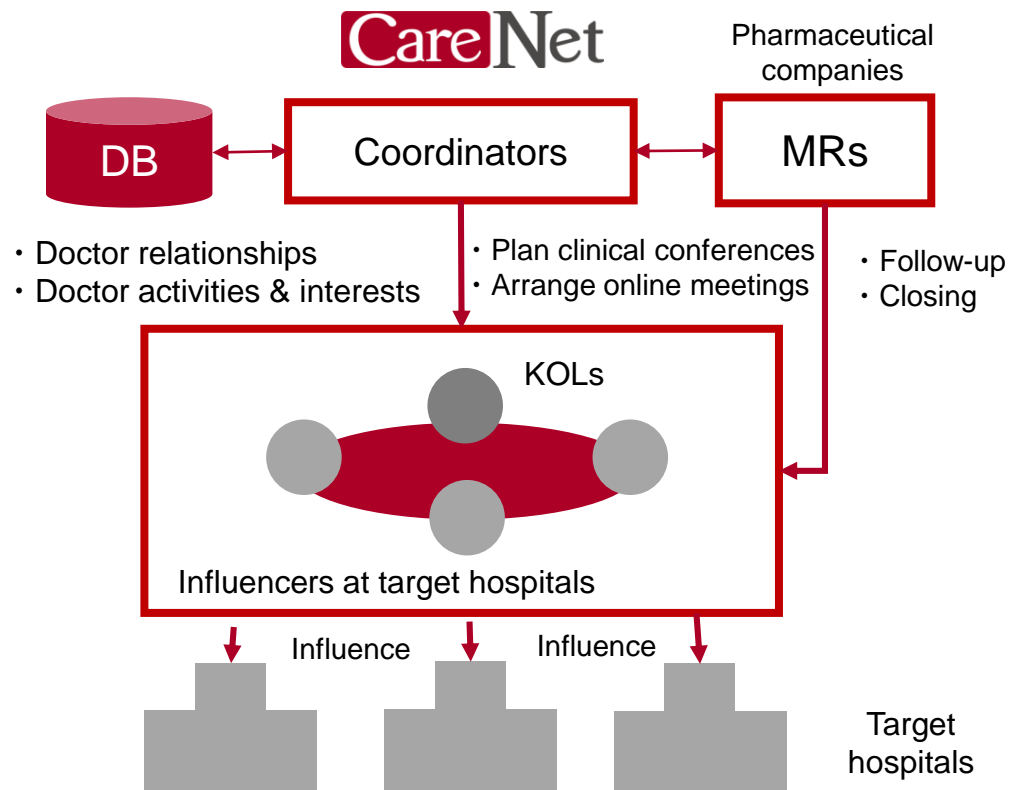 CareNet
Pharmaceutical
companies
DB
Coordinators
MRs
・Doctor relationships
・Doctor activities & interests
・Plan clinical conferences
・Arrange online meetings
・Follow-up
・Closing
KOLs
Influencers at target hospitals
Influence
Influence
Target
hospitals